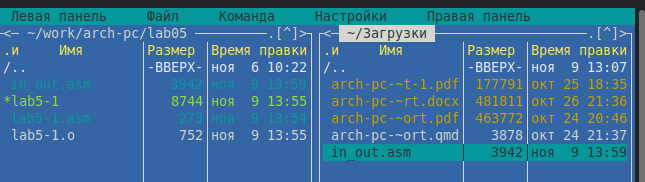 Левая панель Файл Команда Настройки Правая панель
<─ ~/work/arch-pc/lab05 ─────────.[^]> <─ ~/Загрузки ─────────.[^]>
.и Имя Размер Время правки .и Имя Размер Время правки
/.. -ВВЕРХ- ноя 6 10:22 /.. -ВВЕРХ- ноя 9 13:07
in_out.asm 3942 ноя 9 13:59 arch-pc-~t-1.pdf 177791 окт 25 18:35
*lab5-1 8744 ноя 9 13:55 arch-pc-~rt.docx 481811 окт 26 21:36
lab5-1.asm 273 ноя 9 13:54 arch-pc-~ort.pdf 463772 окт 24 20:46
lab5-1.o 752 ноя 9 13:55 arch-pc-~ort.qmd 3878 окт 24 21:37
in_out.asm 3942 ноя 9 13:59